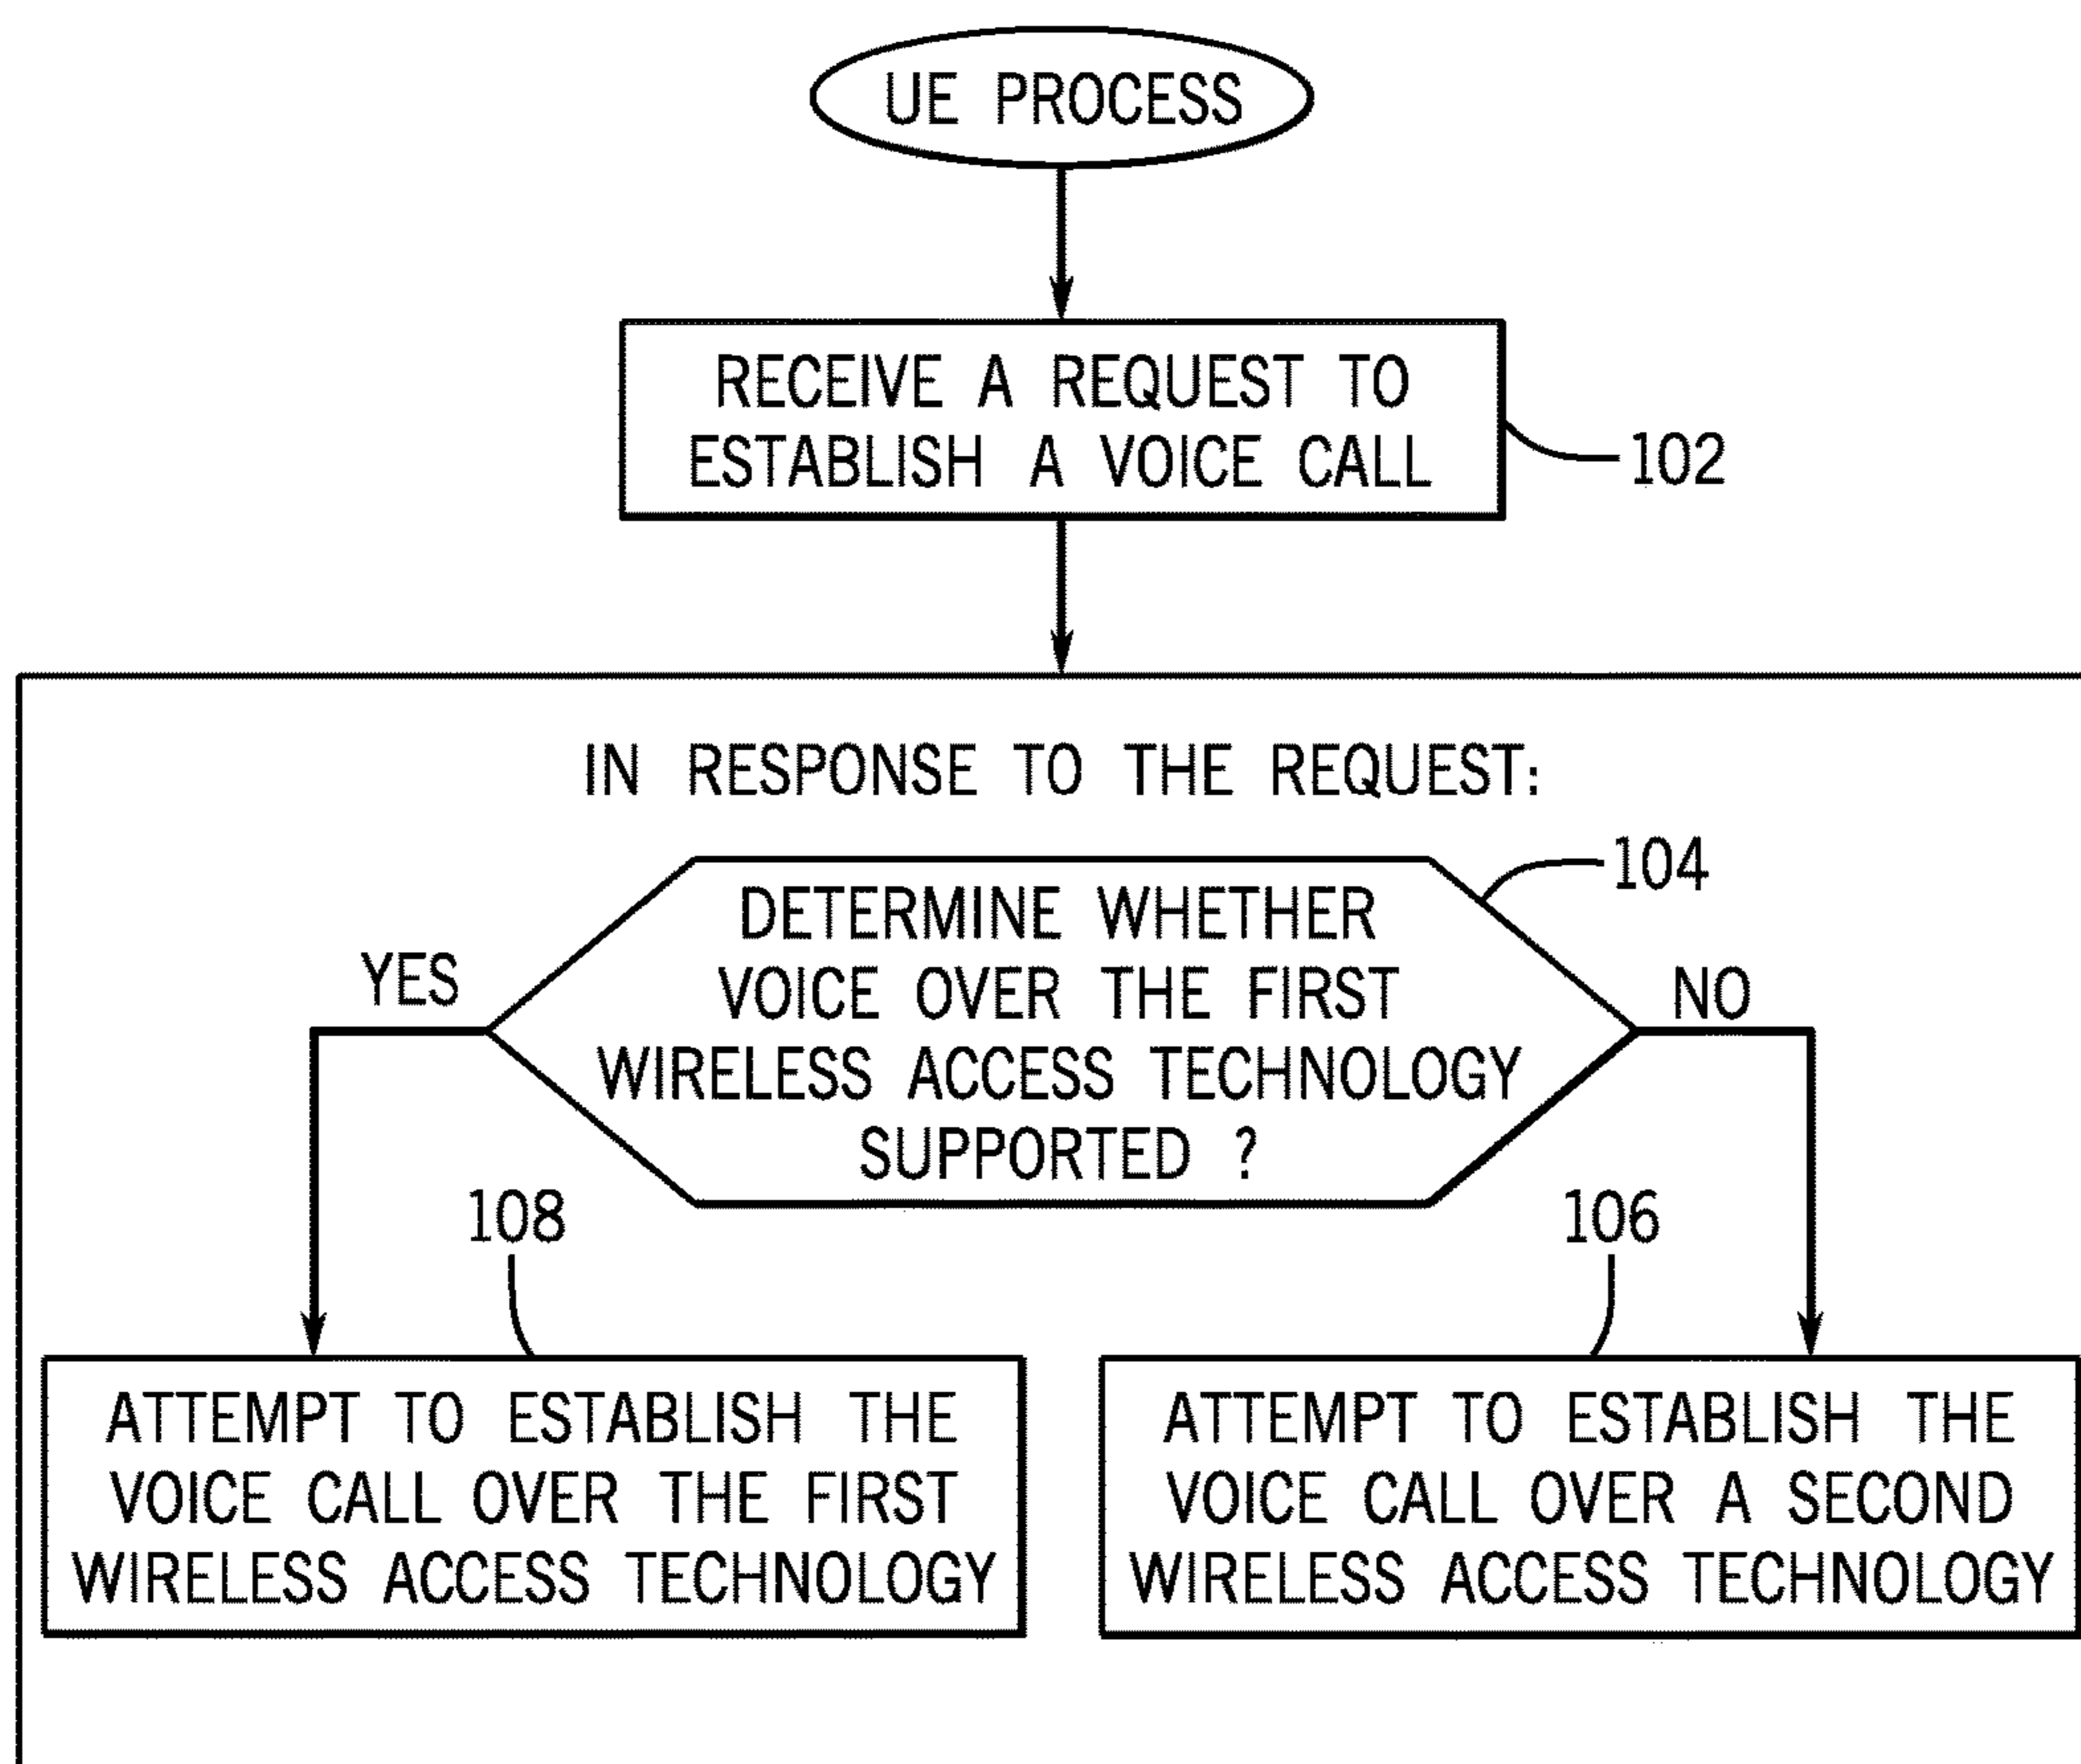 UE PROCESS
RECEIVE A REQUEST TO
ESTABLISH A VOICE CALL
102
IN RESPONSE TO THE REQUEST:
104
DETERMINE WHETHER
VOICE OVER THE FIRST
WIRELESS ACCESS TECHNOLOGY
SUPPORTED ?
YES
NO
108
106
ATTEMPT TO ESTABLISH THE
VOICE CALL OVER THE FIRST
WIRELESS ACCESS TECHNOLOGY
ATTEMPT TO ESTABLISH THE
VOICE CALL OVER A SECOND
WIRELESS ACCESS TECHNOLOGY